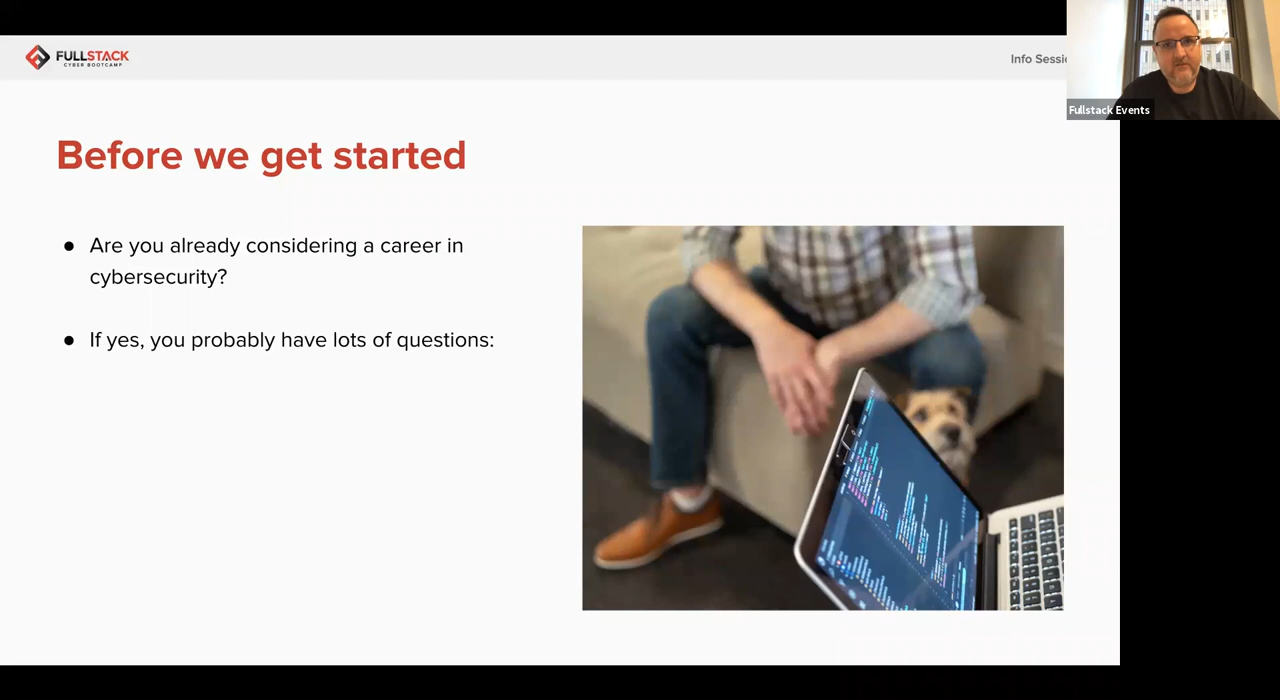 FULLSTACK
CYBER BOOTCAMP
Info
Fullstack Events
Before we get started
● Are you already considering a career in
cybersecurity?
● If yes, you probably have lots of questions: